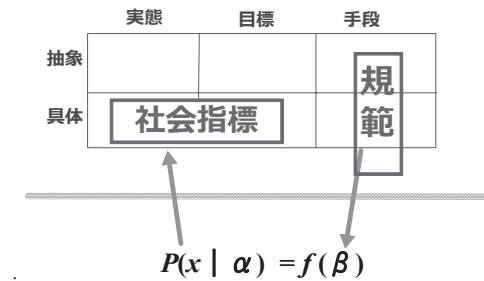 実態 目標 手段
抽象
具体 社会指標 規範
P(x | α) = f(β)
.